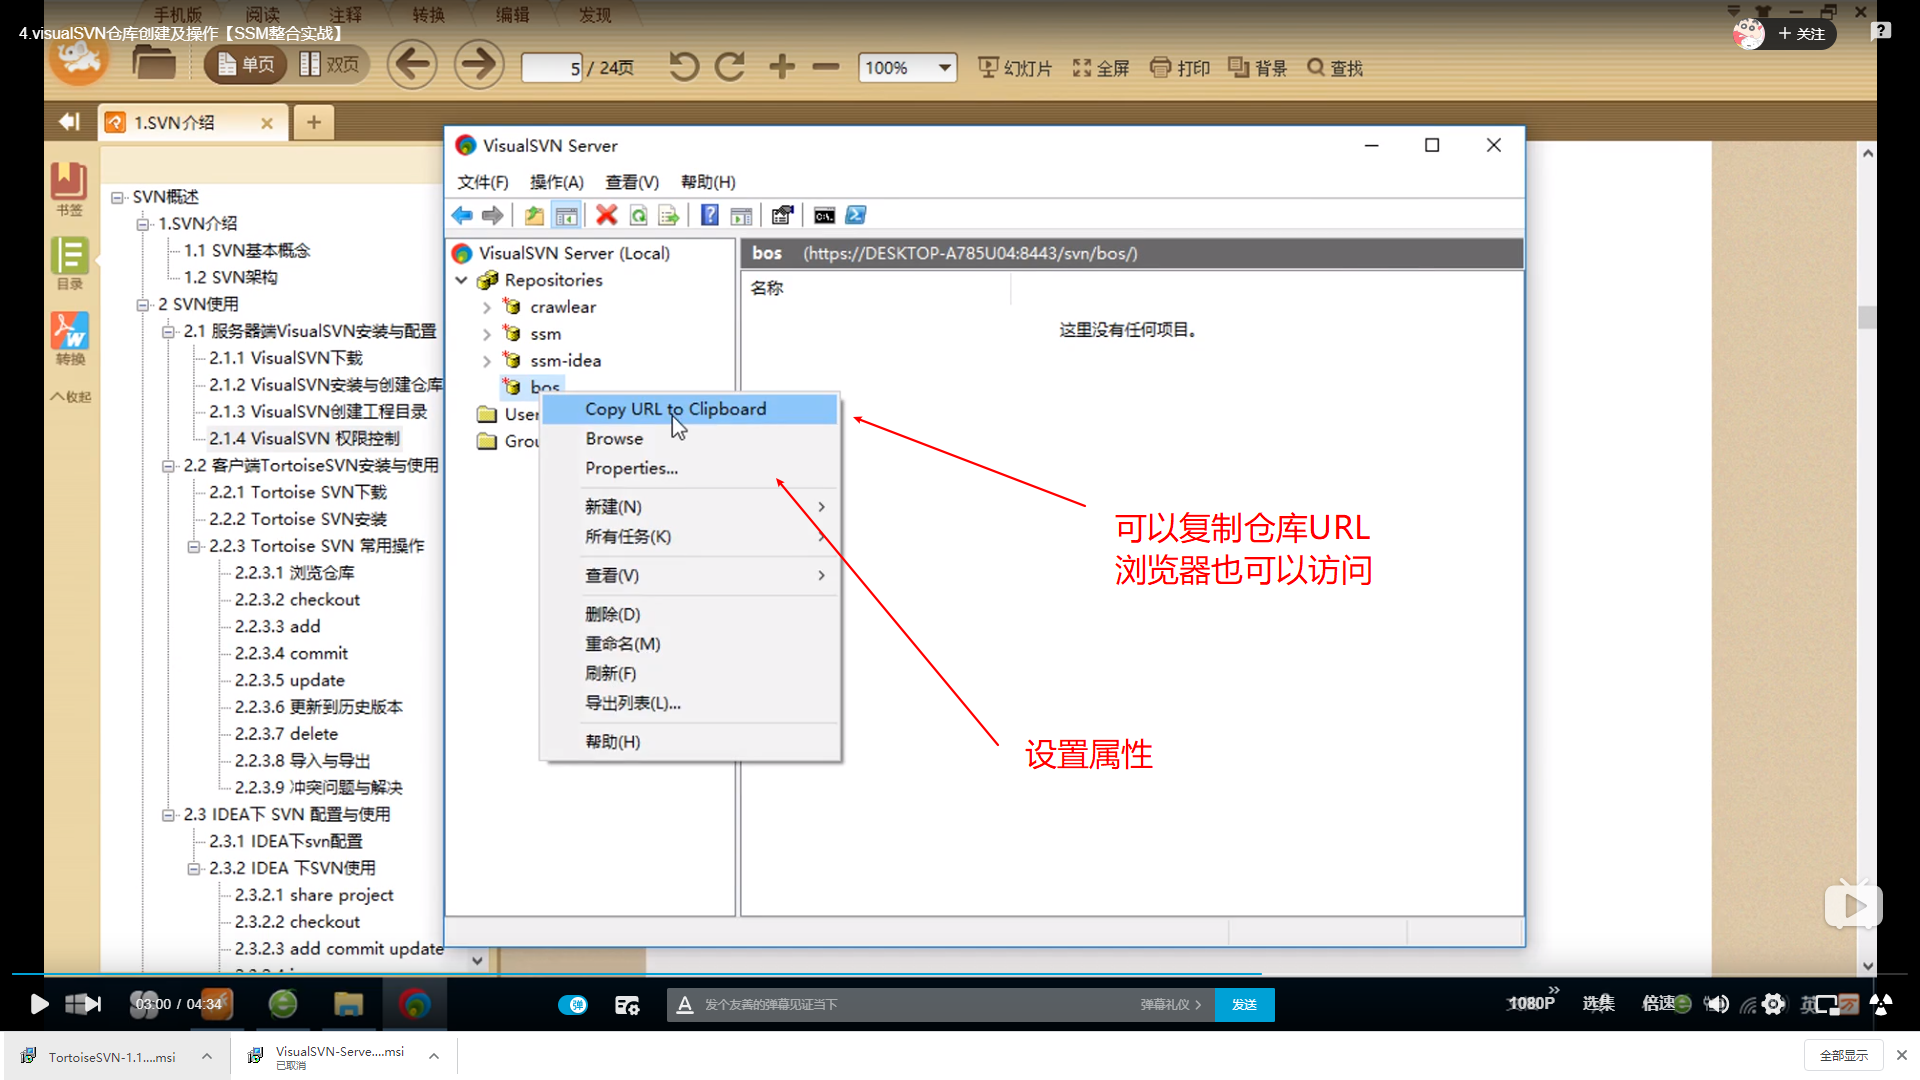 手机版 阅读 注释 转换 编辑 发现
4.visualSVN仓库创建及操作【SSM整合实战】
+ 关注
单页 双页 5 / 24页 100% 幻灯片 全屏 打印 背景 查找
1.SVN介绍
书签
目录
转换
收起
SVN概述
1.SVN介绍
1.1 SVN基本概念
1.2 SVN架构
2 SVN使用
2.1 服务器端VisualSVN安装与配置
2.1.1 VisualSVN下载
2.1.2 VisualSVN安装与创建仓库
2.1.3 VisualSVN创建工程目录
2.1.4 VisualSVN 权限控制
2.2 客户端TortoiseSVN安装与使用
2.2.1 Tortoise SVN下载
2.2.2 Tortoise SVN安装
2.2.3 Tortoise SVN 常用操作
2.2.3.1 浏览仓库
2.2.3.2 checkout
2.2.3.3 add
2.2.3.4 commit
2.2.3.5 update
2.2.3.6 更新到历史版本
2.2.3.7 delete
2.2.3.8 导入与导出
2.2.3.9 冲突问题与解决
2.3 IDEA下 SVN 配置与使用
2.3.1 IDEA下svn配置
2.3.2 IDEA 下SVN使用
2.3.2.1 share project
2.3.2.2 checkout
2.3.2.3 add commit update
VisualSVN Server
文件(F) 操作(A) 查看(V) 帮助(H)
VisualSVN Server (Local)
Repositories
crawlear
ssm
ssm-idea
bos
User
Grou
bos (https://DESKTOP-A785U04:8443/svn/bos/)
名称
这里没有任何项目。
Copy URL to Clipboard
Browse
Properties...
新建(N)
所有任务(K)
查看(V)
删除(D)
重命名(M)
刷新(F)
导出列表(L)...
帮助(H)
可以复制仓库URL
浏览器也可以访问
设置属性
03:00 / 04:34
弹
发个友善的弹幕见证当下
弹幕礼仪
发送
1080P 选集 倍速 英
TortoiseSVN-1.1....msi
VisualSVN-Serve....msi
已取消
全部显示